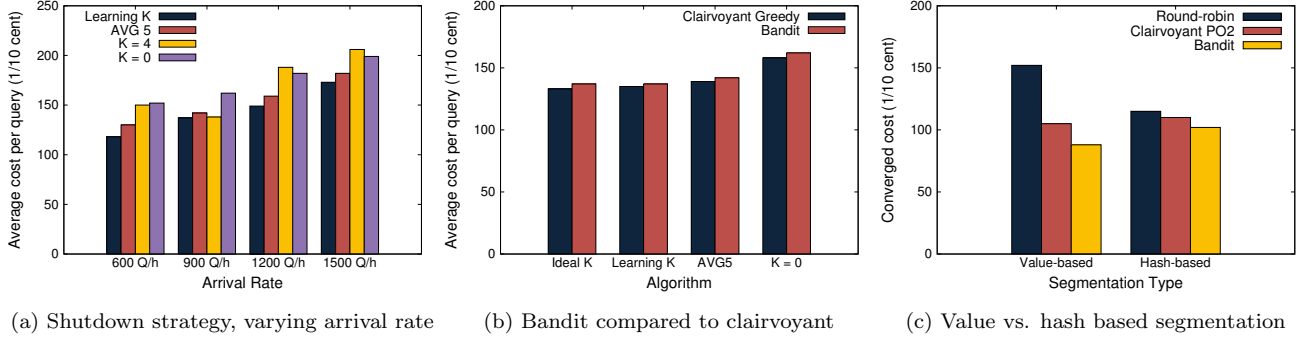 Average cost per query (1/10 cent)
250
200
150
100
50
0
Learning K
AVG 5
K = 4
K = 0
600 Q/h 900 Q/h 1200 Q/h 1500 Q/h
Arrival Rate
(a) Shutdown strategy, varying arrival rate
Average cost per query (1/10 cent)
200
150
100
50
0
Clairvoyant Greedy
Bandit
Ideal K Learning K AVG5 K = 0
Algorithm
(b) Bandit compared to clairvoyant
Converged cost (1/10 cent)
200
150
100
50
0
Round-robin
Clairvoyant PO2
Bandit
Value-based Hash-based
Segmentation Type
(c) Value vs. hash based segmentation